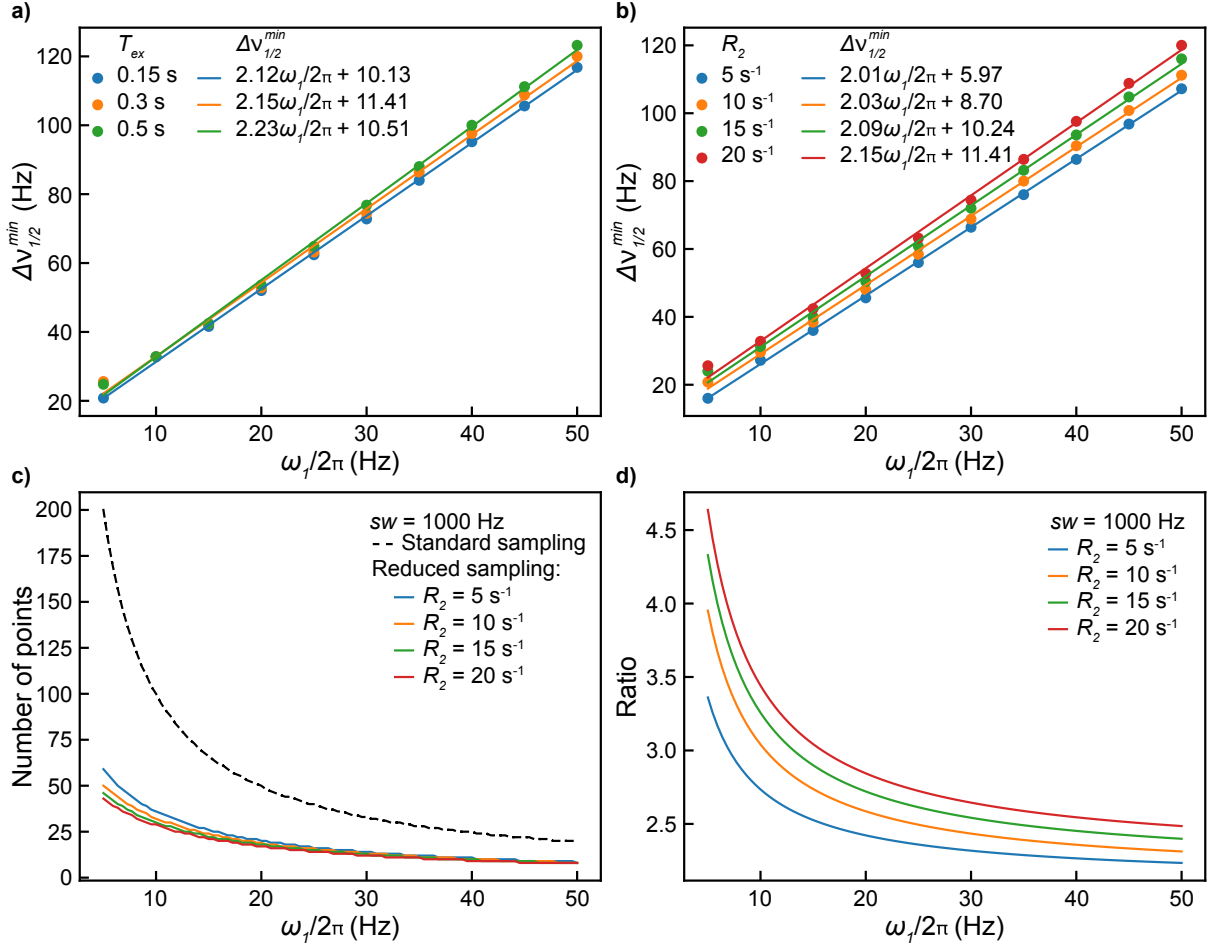 a)
T_ex Δν_1/2^min
0.15 s 2.12ω_1/2π + 10.13
0.3 s 2.15ω_1/2π + 11.41
0.5 s 2.23ω_1/2π + 10.51
120
100
80
60
40
20
Δν_1/2^min (Hz)
10 20 30 40 50
ω_1/2π (Hz)
b)
R_2 Δν_1/2^min
5 s⁻¹ 2.01ω_1/2π + 5.97
10 s⁻¹ 2.03ω_1/2π + 8.70
15 s⁻¹ 2.09ω_1/2π + 10.24
20 s⁻¹ 2.15ω_1/2π + 11.41
120
100
80
60
40
20
Δν_1/2^min (Hz)
10 20 30 40 50
ω_1/2π (Hz)
c)
sw = 1000 Hz
Standard sampling
Reduced sampling:
R_2 = 5 s⁻¹
R_2 = 10 s⁻¹
R_2 = 15 s⁻¹
R_2 = 20 s⁻¹
200
175
150
125
100
75
50
25
0
Number of points
10 20 30 40 50
ω_1/2π (Hz)
d)
sw = 1000 Hz
R_2 = 5 s⁻¹
R_2 = 10 s⁻¹
R_2 = 15 s⁻¹
R_2 = 20 s⁻¹
4.5
4.0
3.5
3.0
2.5
Ratio
10 20 30 40 50
ω_1/2π (Hz)